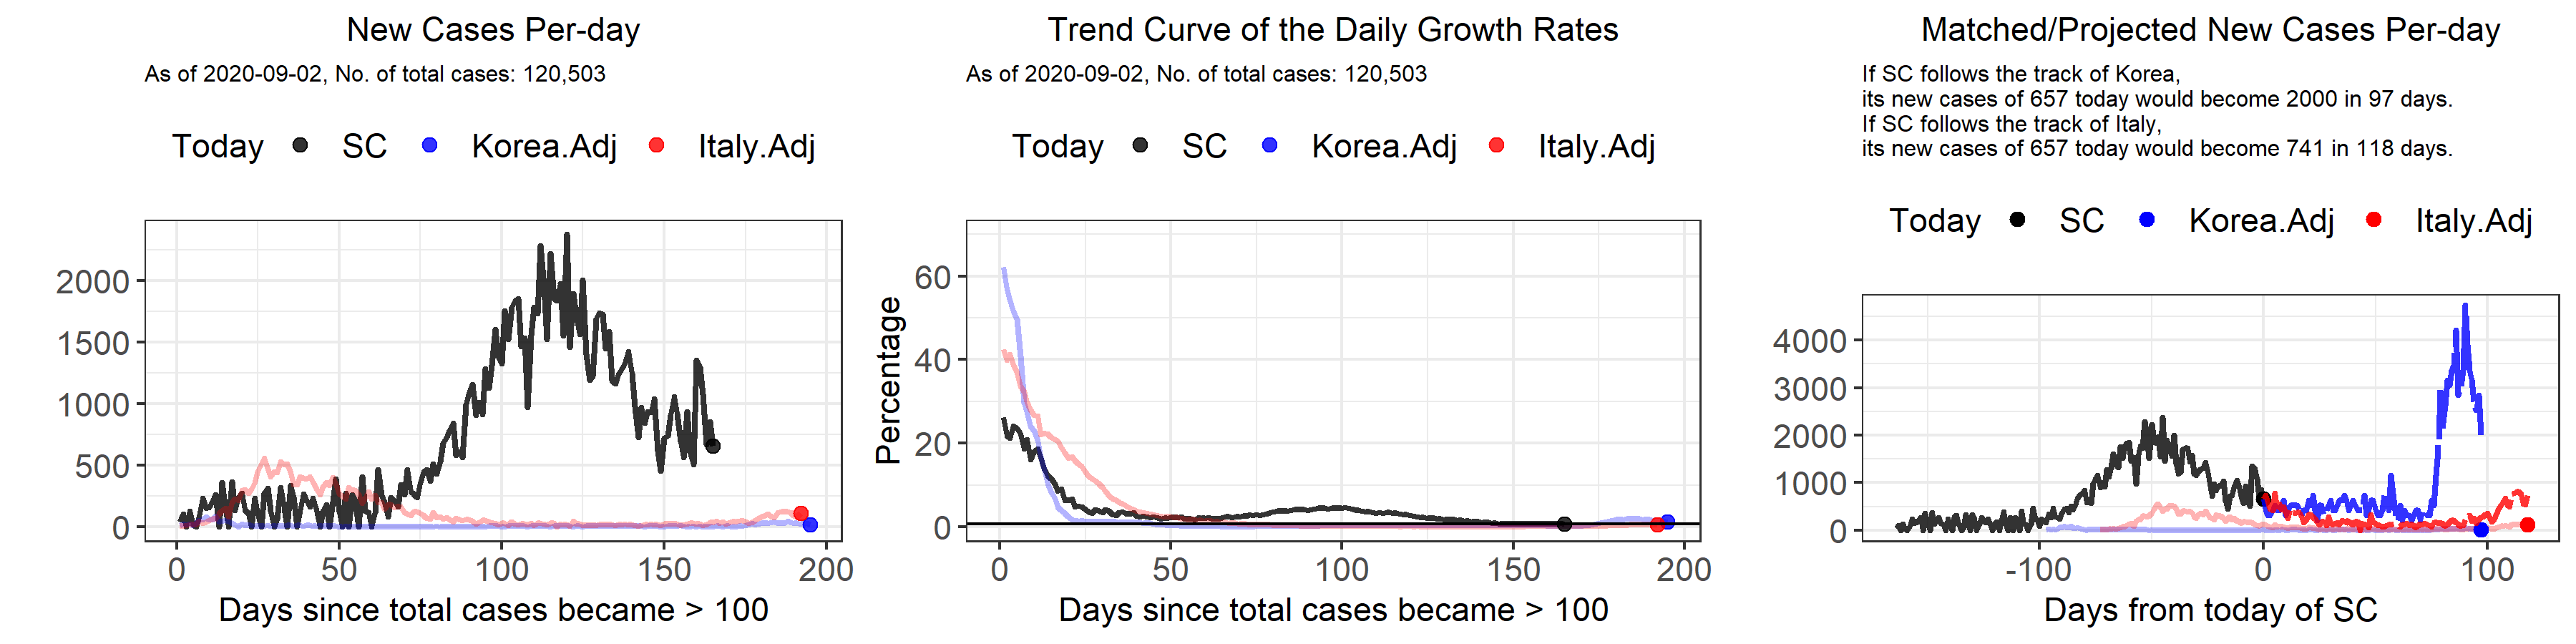 New Cases Per-day
As of 2020-09-02, No. of total cases: 120,503
Today SC Korea.Adj Italy.Adj
2000
1500
1000
500
0
0 50 100 150 200
Days since total cases became > 100
Trend Curve of the Daily Growth Rates
As of 2020-09-02, No. of total cases: 120,503
Today SC Korea.Adj Italy.Adj
Percentage
60
40
20
0
0 50 100 150 200
Days since total cases became > 100
Matched/Projected New Cases Per-day
If SC follows the track of Korea,
its new cases of 657 today would become 2000 in 97 days.
If SC follows the track of Italy,
its new cases of 657 today would become 741 in 118 days.
Today SC Korea.Adj Italy.Adj
4000
3000
2000
1000
0
-100 0 100
Days from today of SC